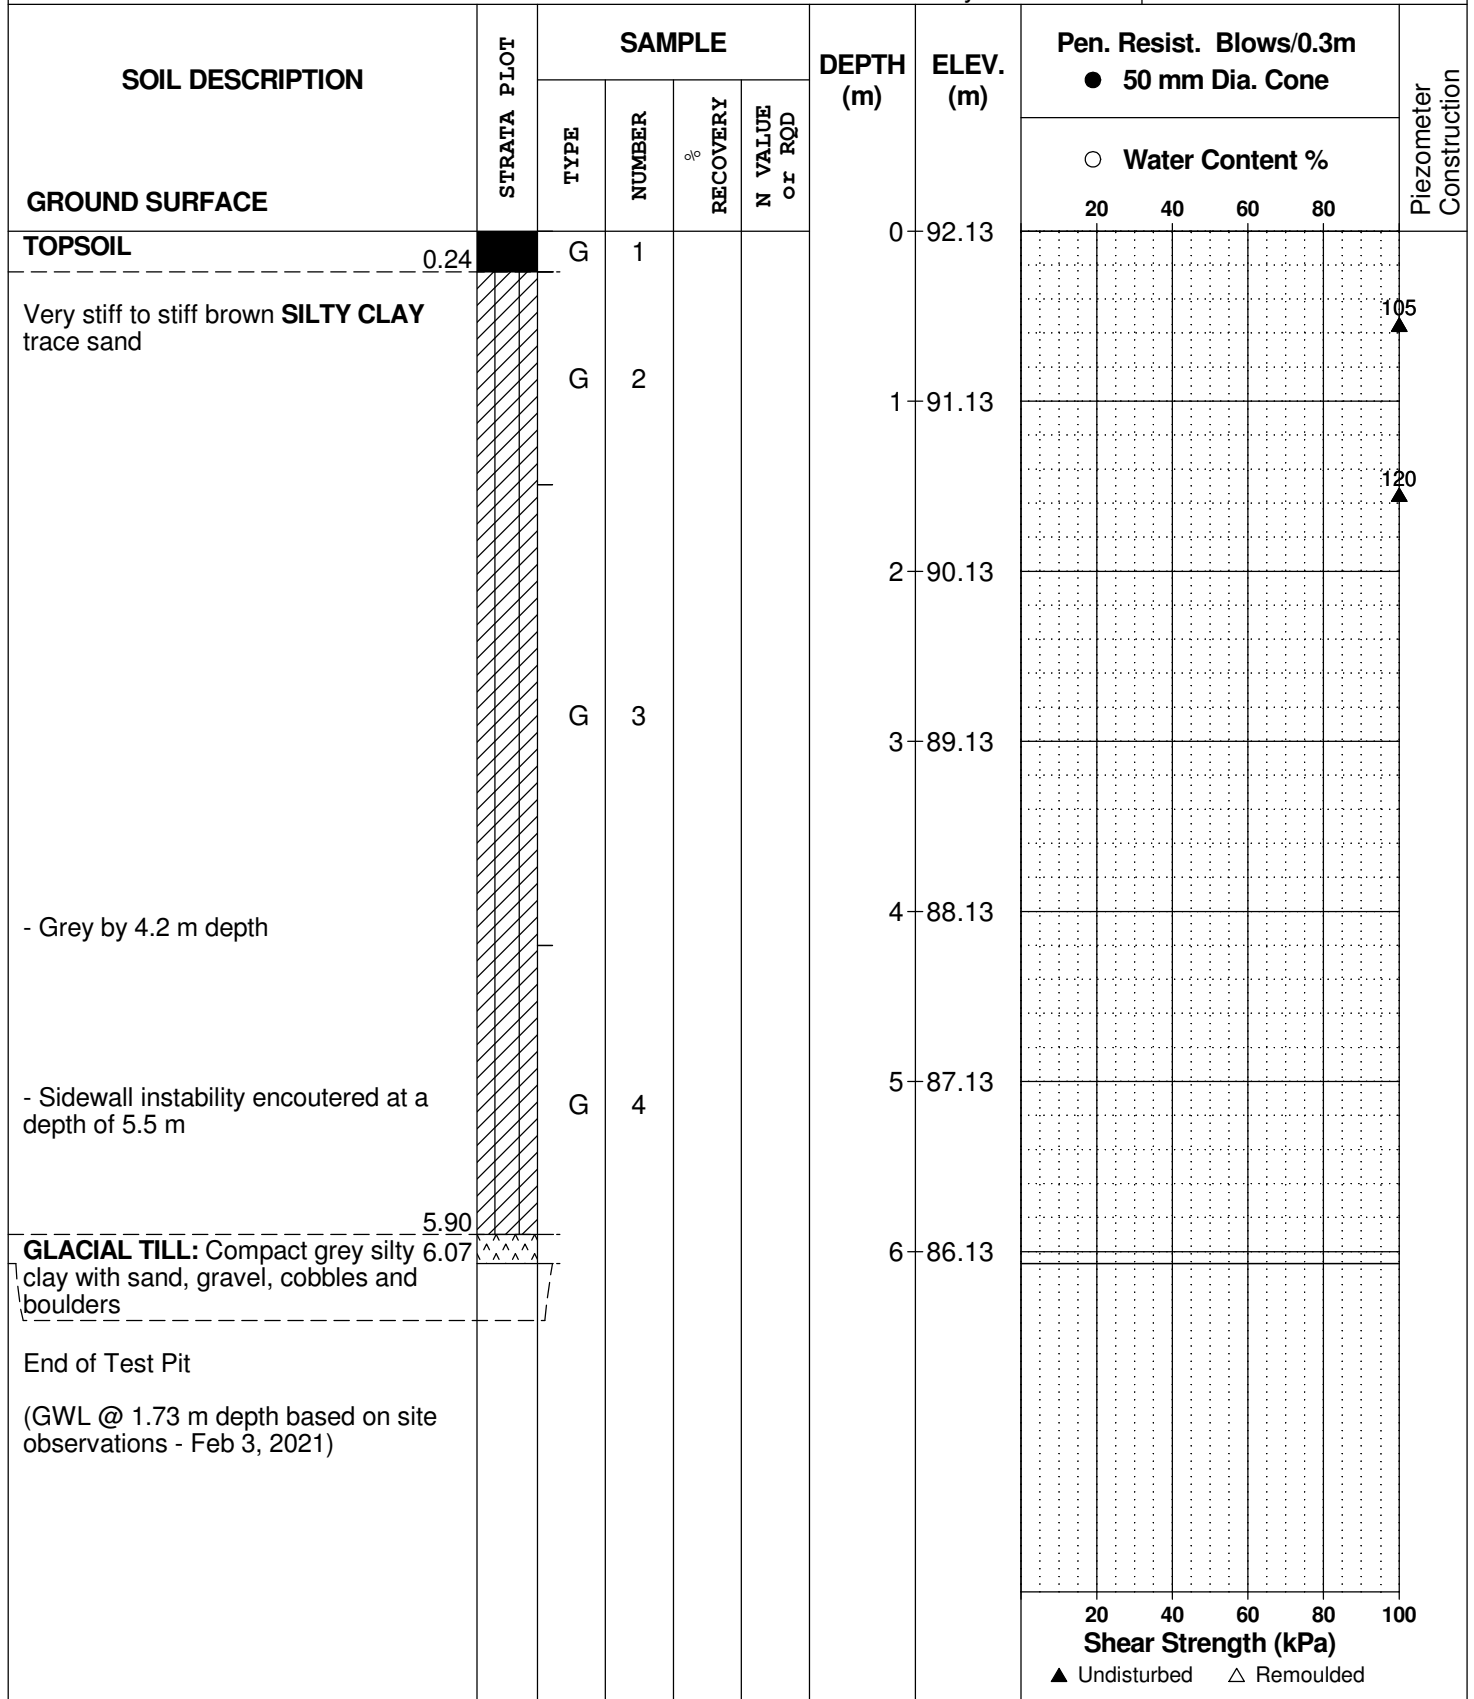 SOIL DESCRIPTION
GROUND SURFACE
STRATA PLOT
SAMPLE
TYPE
NUMBER
%
RECOVERY
N VALUE
or RQD
DEPTH
(m)
ELEV.
(m)
Pen. Resist. Blows/0.3m
● 50 mm Dia. Cone
○ Water Content %
20 40 60 80
Piezometer
Construction
TOPSOIL
0.24
G 1
0 92.13
Very stiff to stiff brown SILTY CLAY
trace sand
105
G 2
1 91.13
120
2 90.13
G 3
3 89.13
- Grey by 4.2 m depth
4 88.13
- Sidewall instability encoutered at a
depth of 5.5 m
G 4
5 87.13
5.90
GLACIAL TILL: Compact grey silty 6.07
clay with sand, gravel, cobbles and
boulders
6 86.13
End of Test Pit
(GWL @ 1.73 m depth based on site
observations - Feb 3, 2021)
20 40 60 80 100
Shear Strength (kPa)
▲ Undisturbed △ Remoulded